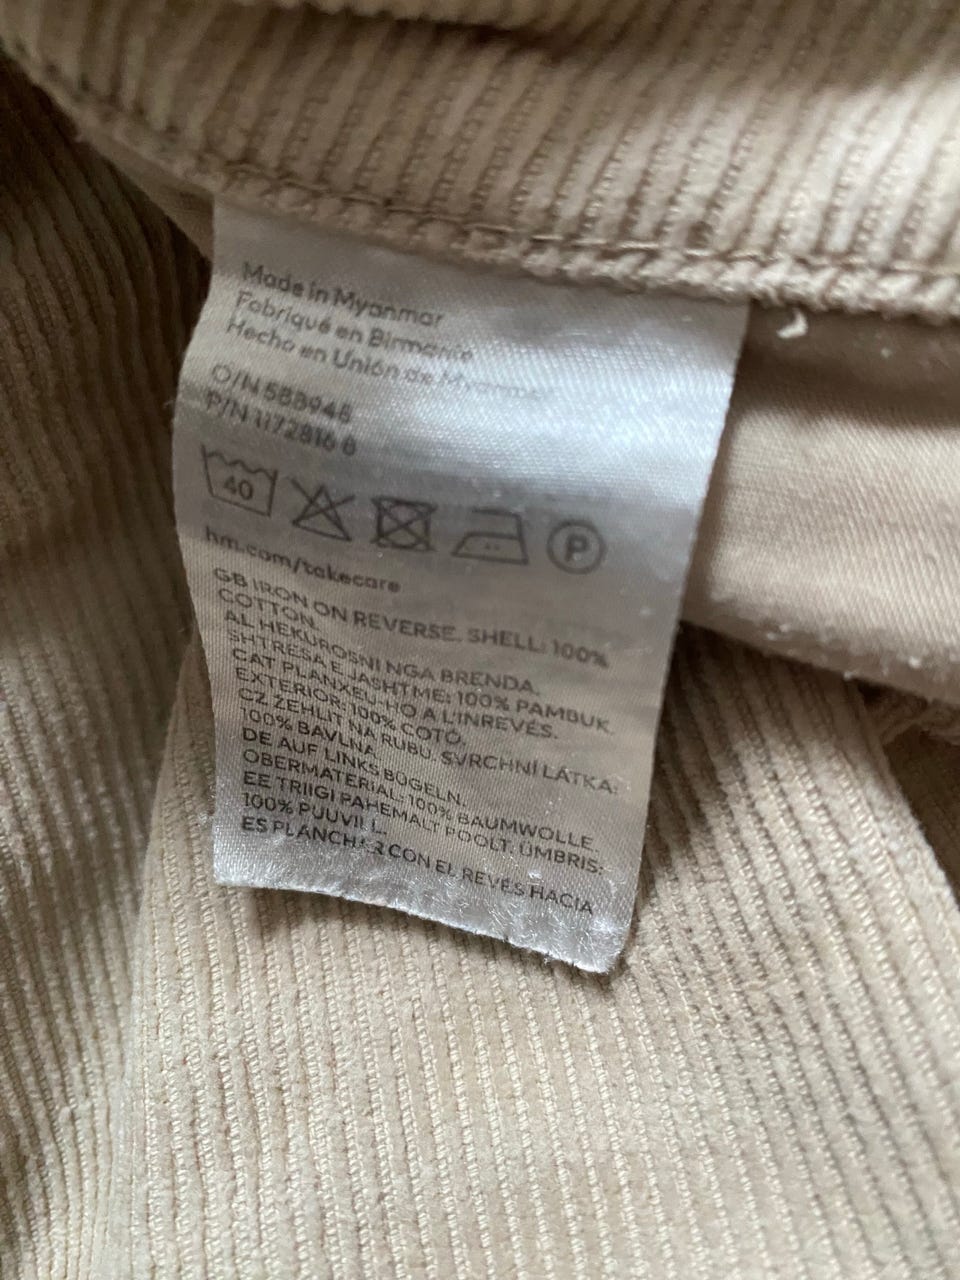 Made in Myanmar
Fabriqué en Birmanie
Hecho en Unión de Myanmar
O/N 588948
P/N 1172816 8
40 P
hm.com/takecare
GB IRON ON REVERSE. SHELL: 100%
COTTON.
AL HEKUROSNI NGA BRENDA.
SHTRESA E JASHTME: 100% PAMBUK.
CAT PLANXEU-HO A L'INREVÉS.
EXTERIOR: 100% COTÓ.
CZ ŽEHLIT NA RUBU. SVRCHNÍ LÁTKA:
100% BAVLNA.
DE AUF LINKS BÜGELN.
OBERMATERIAL: 100% BAUMWOLLE.
EE TRIIGI PAHEMALT POOLT. ÜMBRIS:
100% PUUVILL.
ES PLANCHAR CON EL REVÉS HACIA